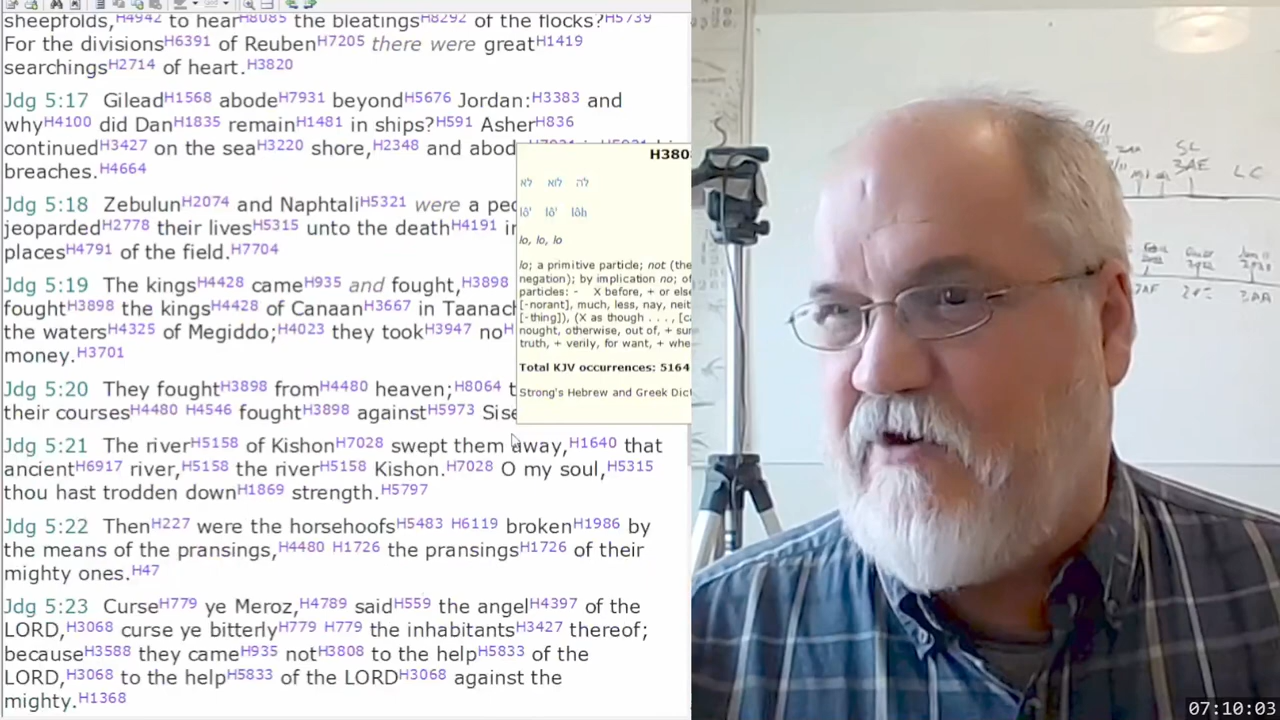 sheepfolds,H4942 to hearH8085 the bleatingsH8292 of the flocks?H5739
For the divisionsH6391 of ReubenH7205 there were greatH1419
searchingsH2714 of heart.H3820
Jdg 5:17 GileadH1568 abodeH7931 beyondH5676 Jordan:H3383 and
whyH4100 did DanH1835 remainH1481 in ships?H591 AsherH836
continuedH3427 on the seaH3220 shore,H2348 and abod
breaches.H4664
Jdg 5:18 ZebulunH2074 and NaphtaliH5321 were a peo
jeopardedH2778 their livesH5315 unto the deathH4191 in
placesH4791 of the field.H7704
Jdg 5:19 The kingsH4428 cameH935 and fought,H3898
foughtH3898 the kingsH4428 of CanaanH3667 in Taanach
the watersH4325 of Megiddo;H4023 they tookH3947 noH
money.H3701
Jdg 5:20 They foughtH3898 fromH4480 heaven;H8064 t
their coursesH4480 H4546 foughtH3898 againstH5973 Sise
Jdg 5:21 The riverH5158 of KishonH7028 swept them away,H1640 that
ancientH6917 river,H5158 the riverH5158 Kishon.H7028 O my soul,H5315
thou hast trodden downH1869 strength.H5797
Jdg 5:22 ThenH227 were the horsehoofsH5483 H6119 brokenH1986 by
the means of the pransings,H4480 H1726 the pransingsH1726 of their
mighty ones.H47
Jdg 5:23 CurseH779 ye Meroz,H4789 saidH559 the angelH4397 of the
LORD,H3068 curse ye bitterlyH779 H779 the inhabitantsH3427 thereof;
becauseH3588 they cameH935 notH3808 to the helpH5833 of the
LORD,H3068 to the helpH5833 of the LORDH3068 against the
mighty.H1368
H380
לא לוא לה
lô' lô' lôh
lo, lo, lo
lo; a primitive particle; not (the
negation); by implication no; of
particles: - X before, + or else
[-norant], much, less, nay, neit
[-thing]), (X as though . . . , [ca
nought, otherwise, out of, + sur
truth, + verily, for want, + whe
Total KJV occurrences: 5164
Strong's Hebrew and Greek Dic
SL
3AE
LC
07:10:03